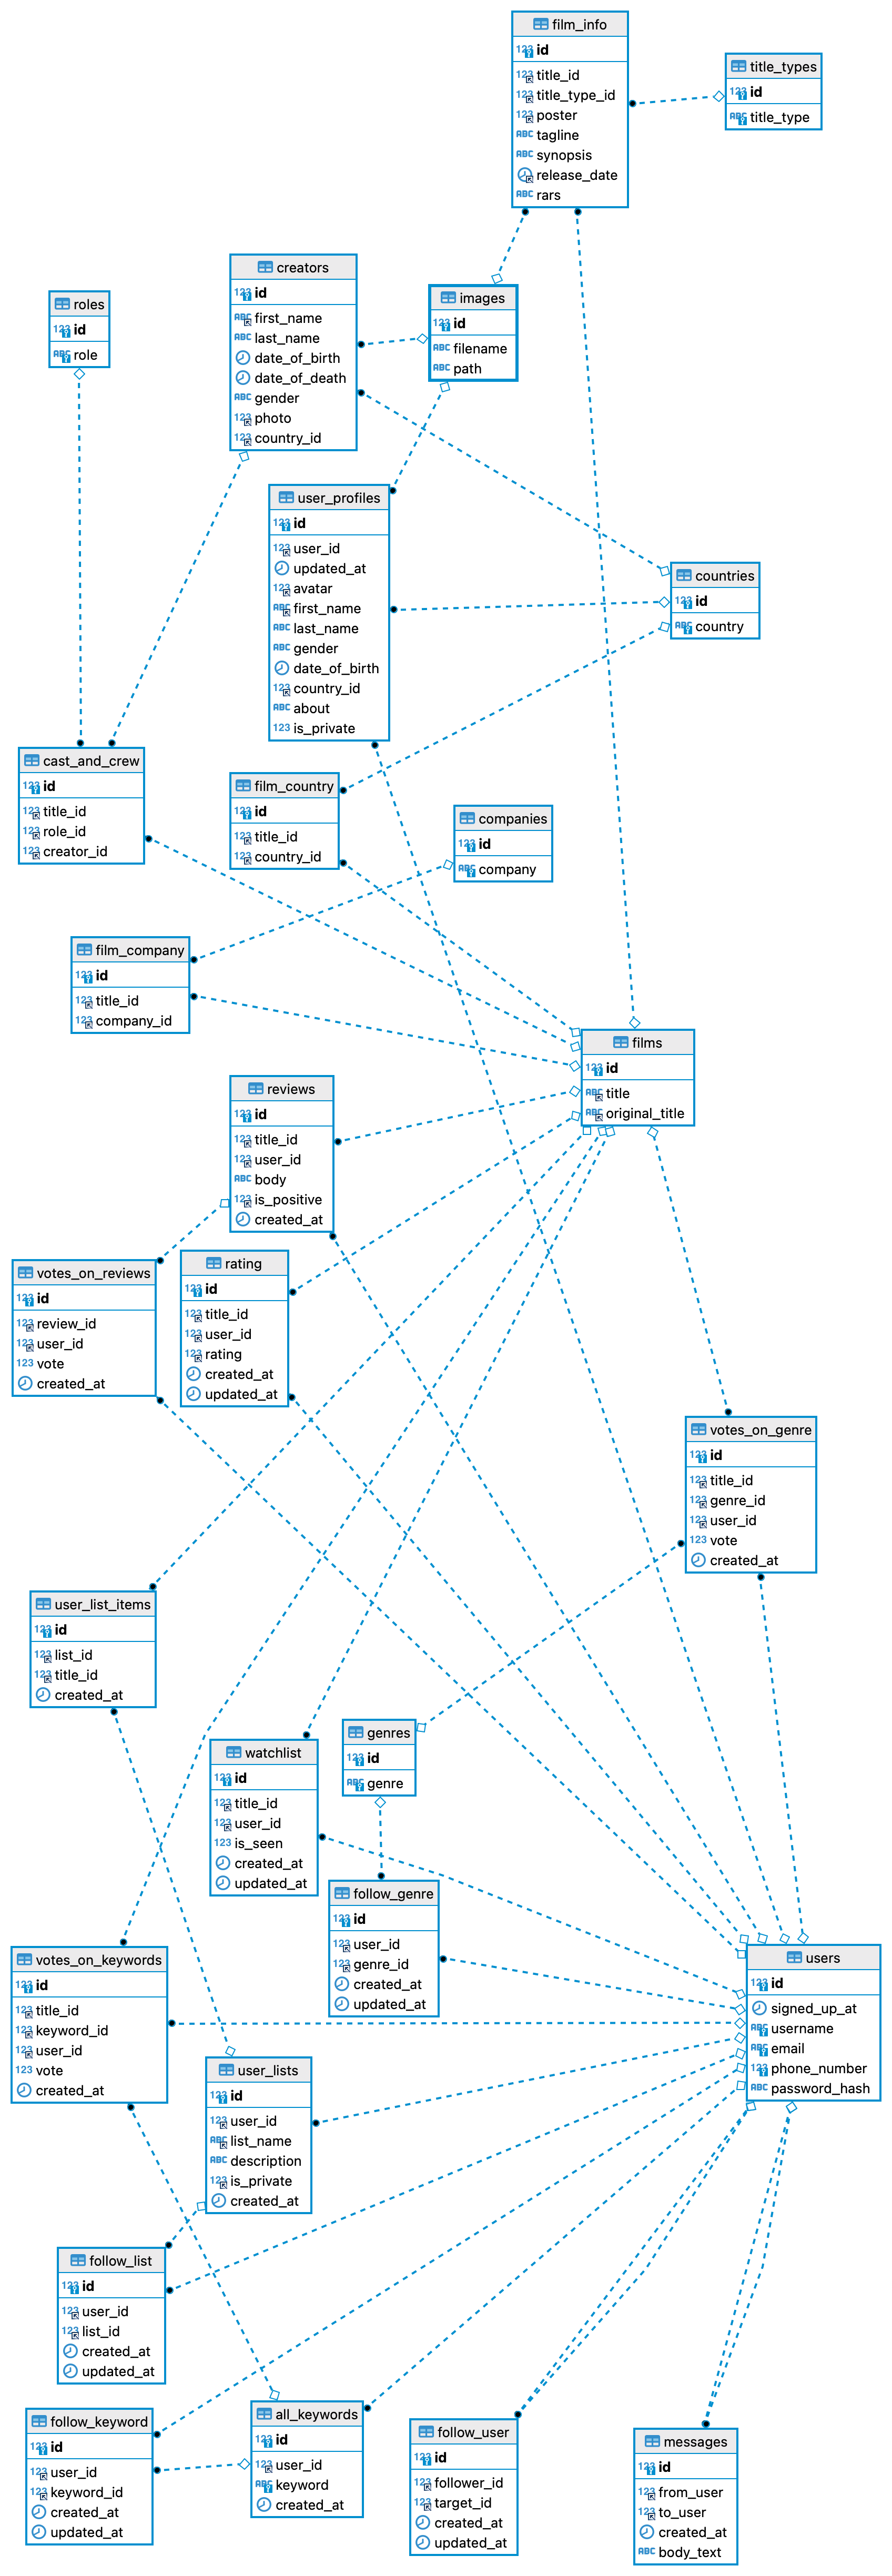 film_info
id
title_id
title_type_id
poster
tagline
synopsis
release_date
rars
title_types
id
title_type
creators
id
first_name
last_name
date_of_birth
date_of_death
gender
photo
country_id
images
id
filename
path
roles
id
role
user_profiles
id
user_id
updated_at
avatar
first_name
last_name
gender
date_of_birth
country_id
about
is_private
countries
id
country
cast_and_crew
id
title_id
role_id
creator_id
film_country
id
title_id
country_id
companies
id
company
film_company
id
title_id
company_id
films
id
title
original_title
reviews
id
title_id
user_id
body
is_positive
created_at
votes_on_reviews
id
review_id
user_id
vote
created_at
rating
id
title_id
user_id
rating
created_at
updated_at
votes_on_genre
id
title_id
genre_id
user_id
vote
created_at
user_list_items
id
list_id
title_id
created_at
watchlist
id
title_id
user_id
is_seen
created_at
updated_at
genres
id
genre
follow_genre
id
user_id
genre_id
created_at
updated_at
votes_on_keywords
id
title_id
keyword_id
user_id
vote
created_at
users
id
signed_up_at
username
email
phone_number
password_hash
user_lists
id
user_id
list_name
description
is_private
created_at
follow_list
id
user_id
list_id
created_at
updated_at
follow_keyword
id
user_id
keyword_id
created_at
updated_at
all_keywords
id
user_id
keyword
created_at
follow_user
id
follower_id
target_id
created_at
updated_at
messages
id
from_user
to_user
created_at
body_text